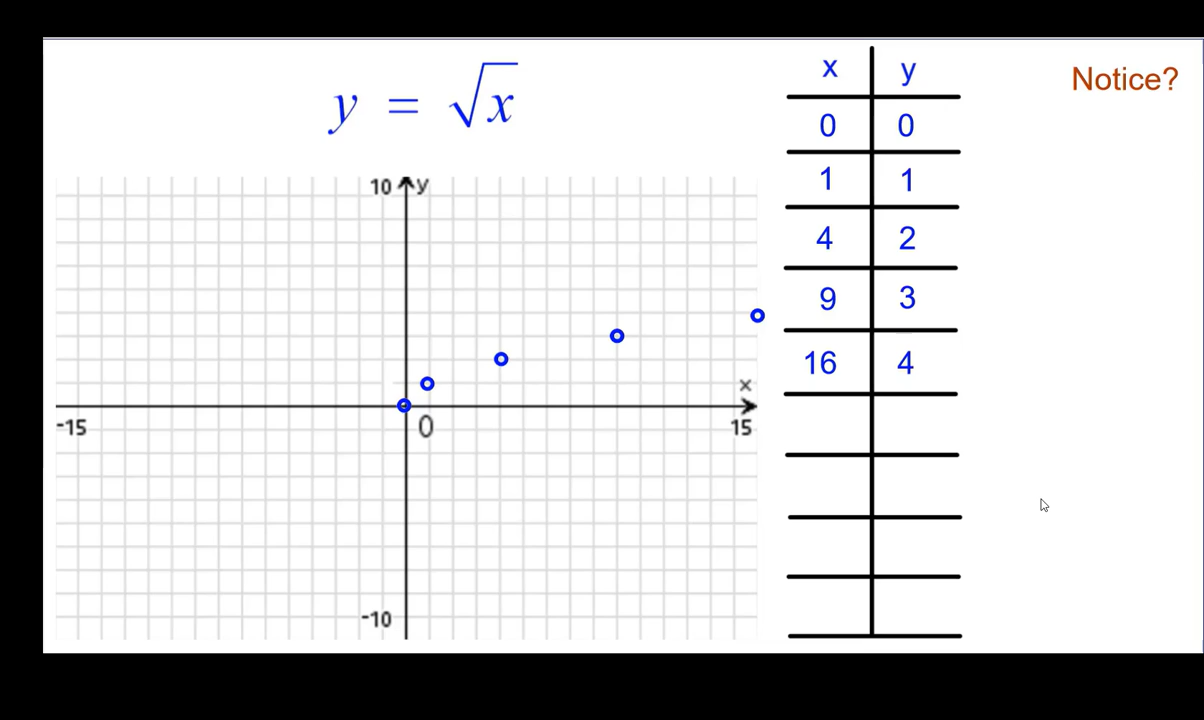 y = √x
x y
0 0
1 1
4 2
9 3
16 4
Notice?
10 y
x
-15 0 15
-10